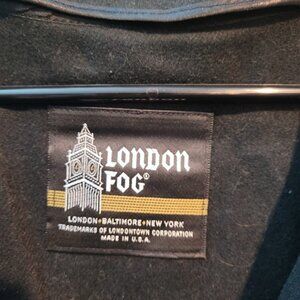 LONDON
FOG®
LONDON•BALTIMORE•NEW YORK
TRADEMARKS OF LONDONTOWN CORPORATION
MADE IN U.S.A.